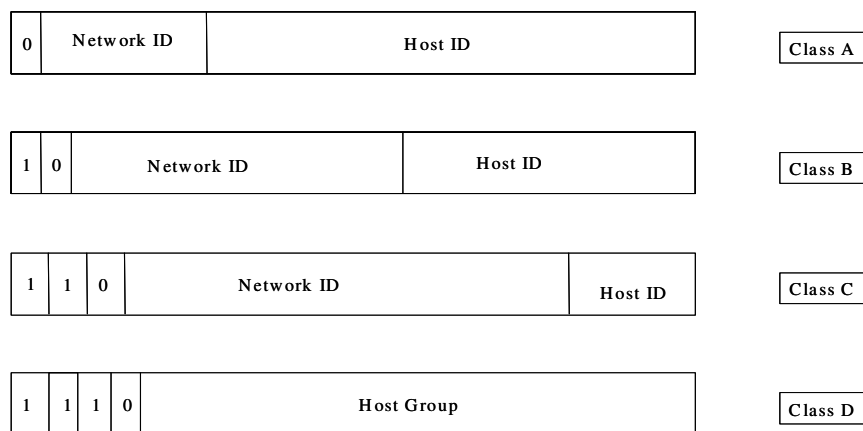 0 Network ID Host ID Class A
1 0 Network ID Host ID Class B
1 1 0 Network ID Host ID Class C
1 1 1 0 Host Group Class D